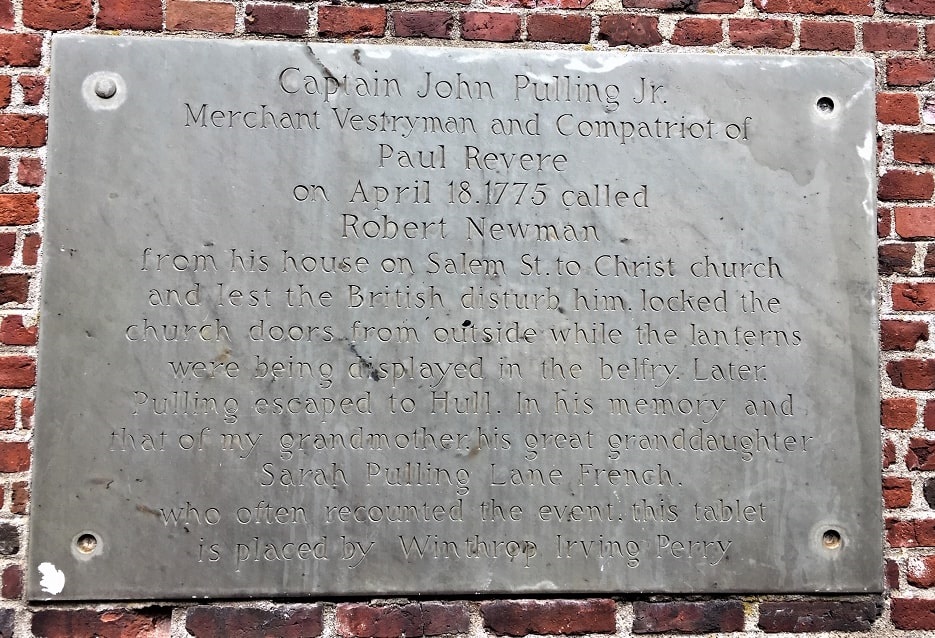 Captain John Pulling Jr.
Merchant Vestryman and Compatriot of
Paul Revere
on April 18.1775 called
Robert Newman
from his house on Salem St. to Christ church
and lest the British disturb him, locked the
church doors from outside while the lanterns
were being displayed in the belfry. Later.
Pulling escaped to Hull. In his memory and
that of my grandmother, his great granddaughter
Sarah Pulling Lane French.
who often recounted the event. this tablet
is placed by Winthrop Irving Perry